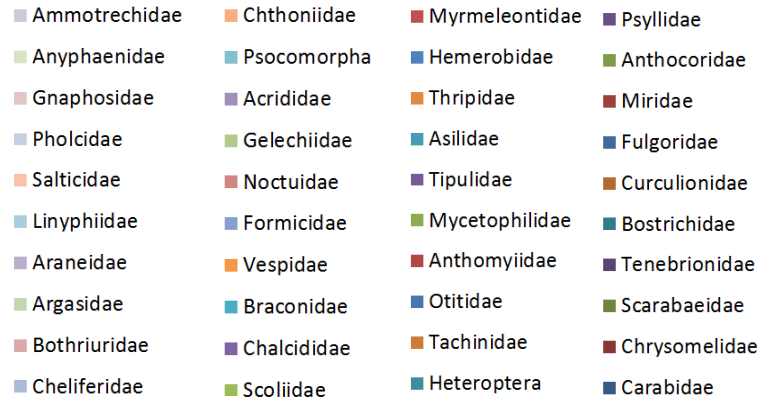 Ammotrechidae
Anyphaenidae
Gnaphosidae
Pholcidae
Salticidae
Linyphiidae
Araneidae
Argasidae
Bothriuridae
Cheliferidae
Chthoniidae
Psocomorpha
Acrididae
Gelechiidae
Noctuidae
Formicidae
Vespidae
Braconidae
Chalcididae
Scoliidae
Myrmeleontidae
Hemerobidae
Thripidae
Asilidae
Tipulidae
Mycetophilidae
Anthomyiidae
Otitidae
Tachinidae
Heteroptera
Psyllidae
Anthocoridae
Miridae
Fulgoridae
Curculionidae
Bostrichidae
Tenebrionidae
Scarabaeidae
Chrysomelidae
Carabidae